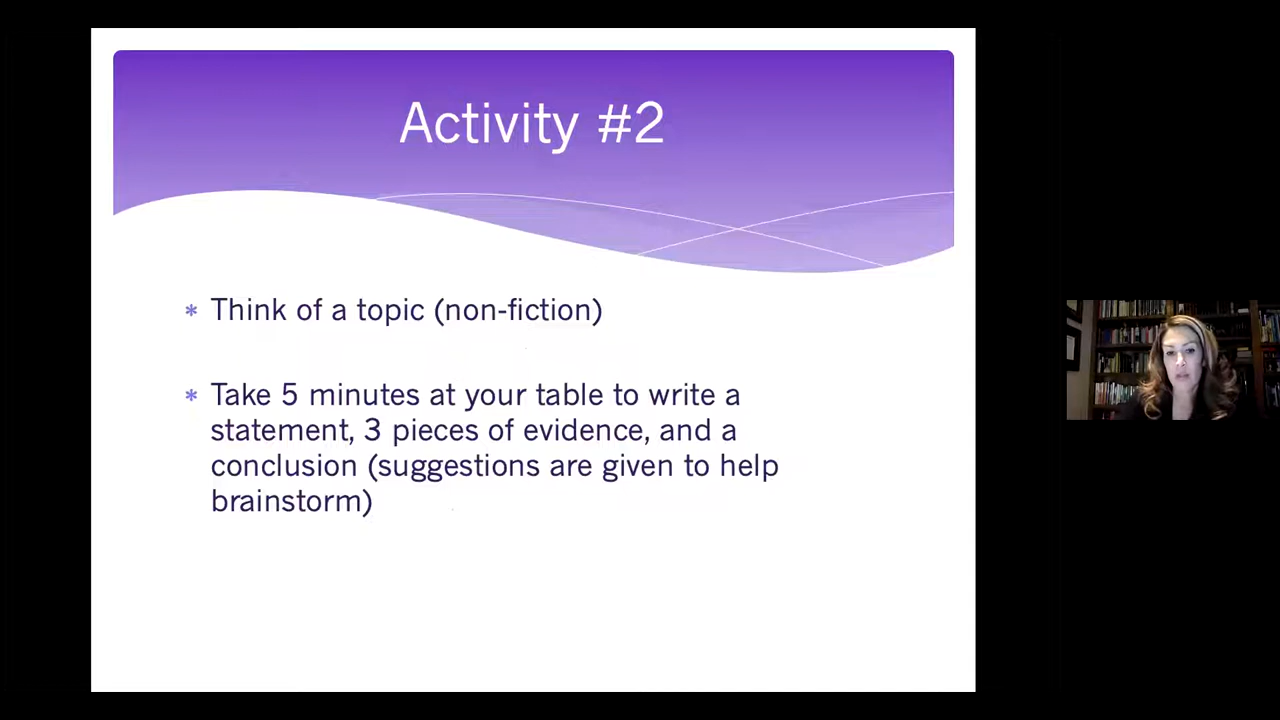 Activity #2
* Think of a topic (non-fiction)
* Take 5 minutes at your table to write a
statement, 3 pieces of evidence, and a
conclusion (suggestions are given to help
brainstorm)